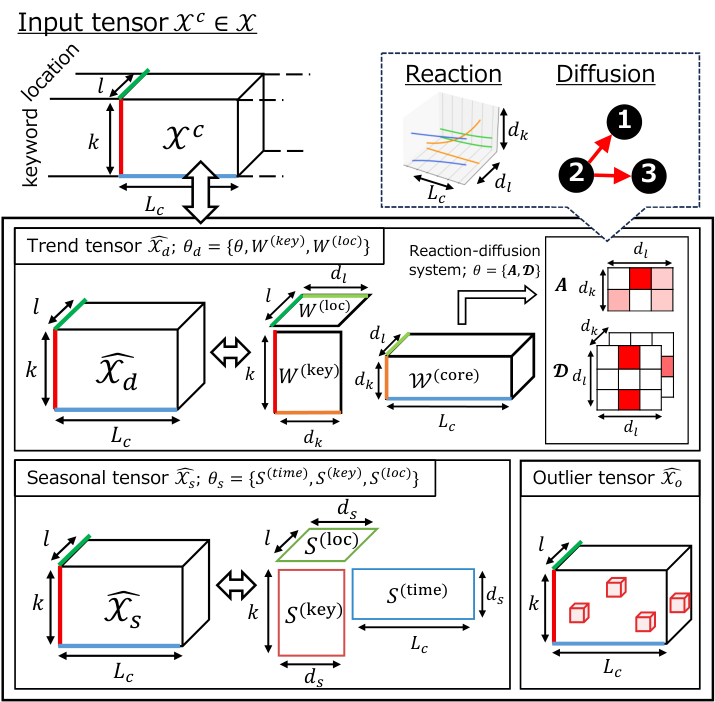 Input tensor 𝒳ᶜ ∈ 𝒳
location
keyword
l
k
𝒳ᶜ
L_c
Reaction
Diffusion
d_k
d_l
L_c
1
2
3
Trend tensor 𝒳̂_d; θ_d = {θ, W^(key), W^(loc)}
l
k
𝒳̂_d
L_c
d_l
l
W^(loc)
k
W^(key)
d_k
Reaction-diffusion
system; θ = {𝑨, 𝓓}
d_l
d_k
𝒲^(core)
L_c
d_l
𝑨
d_k
d_k
𝓓
d_l
d_l
Seasonal tensor 𝒳̂_s; θ_s = {S^(time), S^(key), S^(loc)}
l
k
𝒳̂_s
L_c
d_s
l
S^(loc)
k
S^(key)
d_s
S^(time)
d_s
L_c
Outlier tensor 𝒳̂_o
l
k
L_c